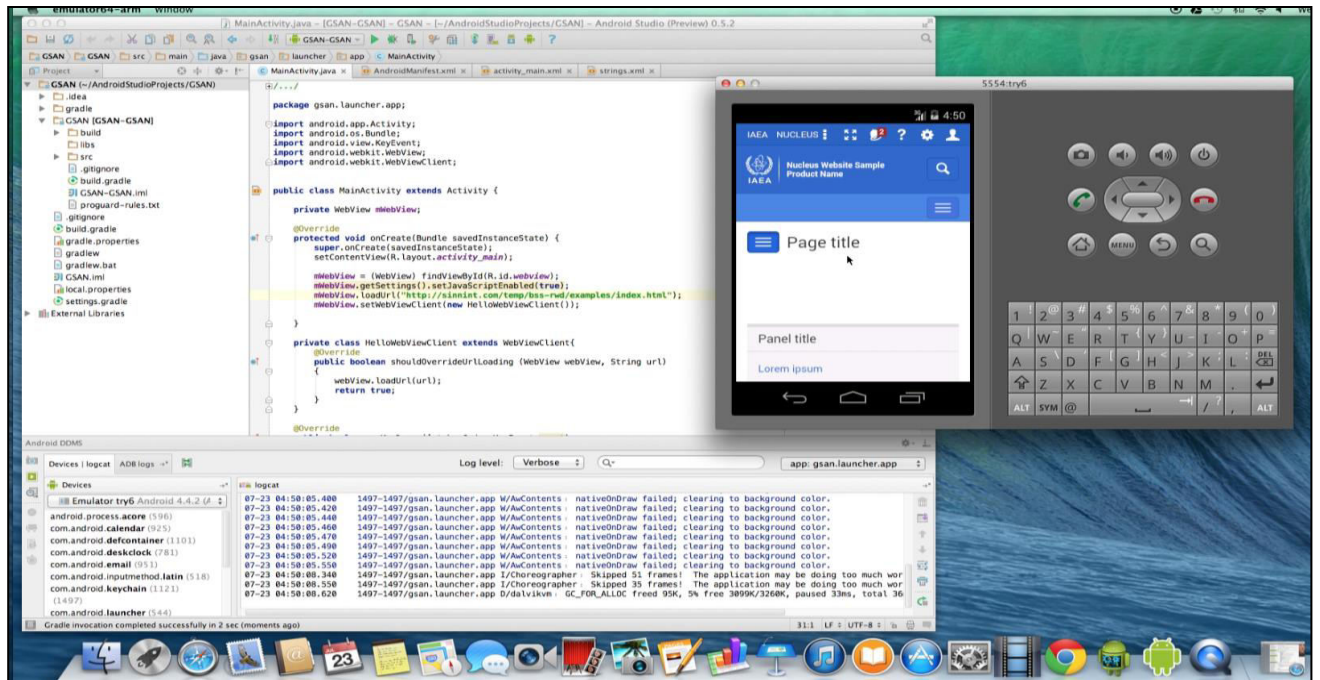 emulator64-arm Window
MainActivity.java - [GSAN-GSAN] - GSAN - [~/AndroidStudioProjects/GSAN] - Android Studio (Preview) 0.5.2
GSAN-GSAN
GSAN GSAN src main java gsan launcher app MainActivity
Project
MainActivity.java AndroidManifest.xml activity_main.xml strings.xml
GSAN (~/AndroidStudioProjects/GSAN)
.idea
gradle
GSAN [GSAN-GSAN]
build
libs
src
.gitignore
build.gradle
GSAN-GSAN.iml
proguard-rules.txt
.gitignore
build.gradle
gradle.properties
gradlew
gradlew.bat
GSAN.iml
local.properties
settings.gradle
External Libraries
/.../
package gsan.launcher.app;
import android.app.Activity;
import android.os.Bundle;
import android.view.KeyEvent;
import android.webkit.WebView;
import android.webkit.WebViewClient;
public class MainActivity extends Activity {
private WebView mWebView;
@Override
protected void onCreate(Bundle savedInstanceState) {
super.onCreate(savedInstanceState);
setContentView(R.layout.activity_main);
mWebView = (WebView) findViewById(R.id.webview);
mWebView.getSettings().setJavaScriptEnabled(true);
mWebView.loadUrl("http://sinnint.com/temp/bss-rwd/examples/index.html");
mWebView.setWebViewClient(new HelloWebViewClient());
}
private class HelloWebViewClient extends WebViewClient{
@Override
public boolean shouldOverrideUrlLoading (WebView webView, String url)
{
webView.loadUrl(url);
return true;
}
}
@Override
5554:try6
3G 4:50
IAEA NUCLEUS 2 ?
IAEA
Nucleus Website Sample
Product Name
Page title
Panel title
Lorem ipsum
MENU
1 ! 2 @ 3 # 4 $ 5 % 6 ^ 7 & 8 * 9 ( 0 )
Q W ~ E " R T { Y } U - I O + P =
A S \ D ' F [ G ] H < J > K ; L : DEL
Z X C V B N M .
ALT SYM @ / ? , ALT
Android DDMS
Devices | logcat ADB logs
Log level: Verbose
app: gsan.launcher.app
Devices
logcat
Emulator try6 Android 4.4.2 (A
android.process.acore (596)
com.android.calendar (925)
com.android.defcontainer (1101)
com.android.deskclock (781)
com.android.email (951)
com.android.inputmethod.latin (518)
com.android.keychain (1121)
(1497)
com.android.launcher (544)
07-23 04:50:05.400 1497-1497/gsan.launcher.app W/AwContents: nativeOnDraw failed; clearing to background color.
07-23 04:50:05.420 1497-1497/gsan.launcher.app W/AwContents: nativeOnDraw failed; clearing to background color.
07-23 04:50:05.440 1497-1497/gsan.launcher.app W/AwContents: nativeOnDraw failed; clearing to background color.
07-23 04:50:05.460 1497-1497/gsan.launcher.app W/AwContents: nativeOnDraw failed; clearing to background color.
07-23 04:50:05.470 1497-1497/gsan.launcher.app W/AwContents: nativeOnDraw failed; clearing to background color.
07-23 04:50:05.490 1497-1497/gsan.launcher.app W/AwContents: nativeOnDraw failed; clearing to background color.
07-23 04:50:05.520 1497-1497/gsan.launcher.app W/AwContents: nativeOnDraw failed; clearing to background color.
07-23 04:50:05.550 1497-1497/gsan.launcher.app W/AwContents: nativeOnDraw failed; clearing to background color.
07-23 04:50:08.340 1497-1497/gsan.launcher.app I/Choreographer: Skipped 51 frames! The application may be doing too much wor
07-23 04:50:08.550 1497-1497/gsan.launcher.app I/Choreographer: Skipped 35 frames! The application may be doing too much wor
07-23 04:50:08.620 1497-1497/gsan.launcher.app D/dalvikvm: GC_FOR_ALLOC freed 95K, 5% free 3099K/3260K, paused 33ms, total 36
Gradle invocation completed successfully in 2 sec (moments ago)
31:1 LF UTF-8
23